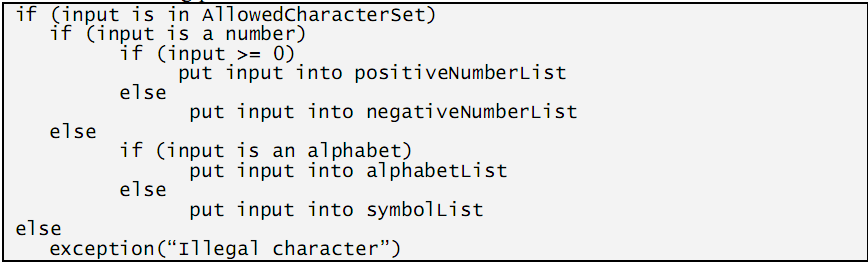 if (input is in AllowedCharacterSet)
if (input is a number)
if (input >= 0)
put input into positiveNumberList
else
put input into negativeNumberList
else
if (input is an alphabet)
put input into alphabetList
else
put input into symbolList
else
exception(“Illegal character”)